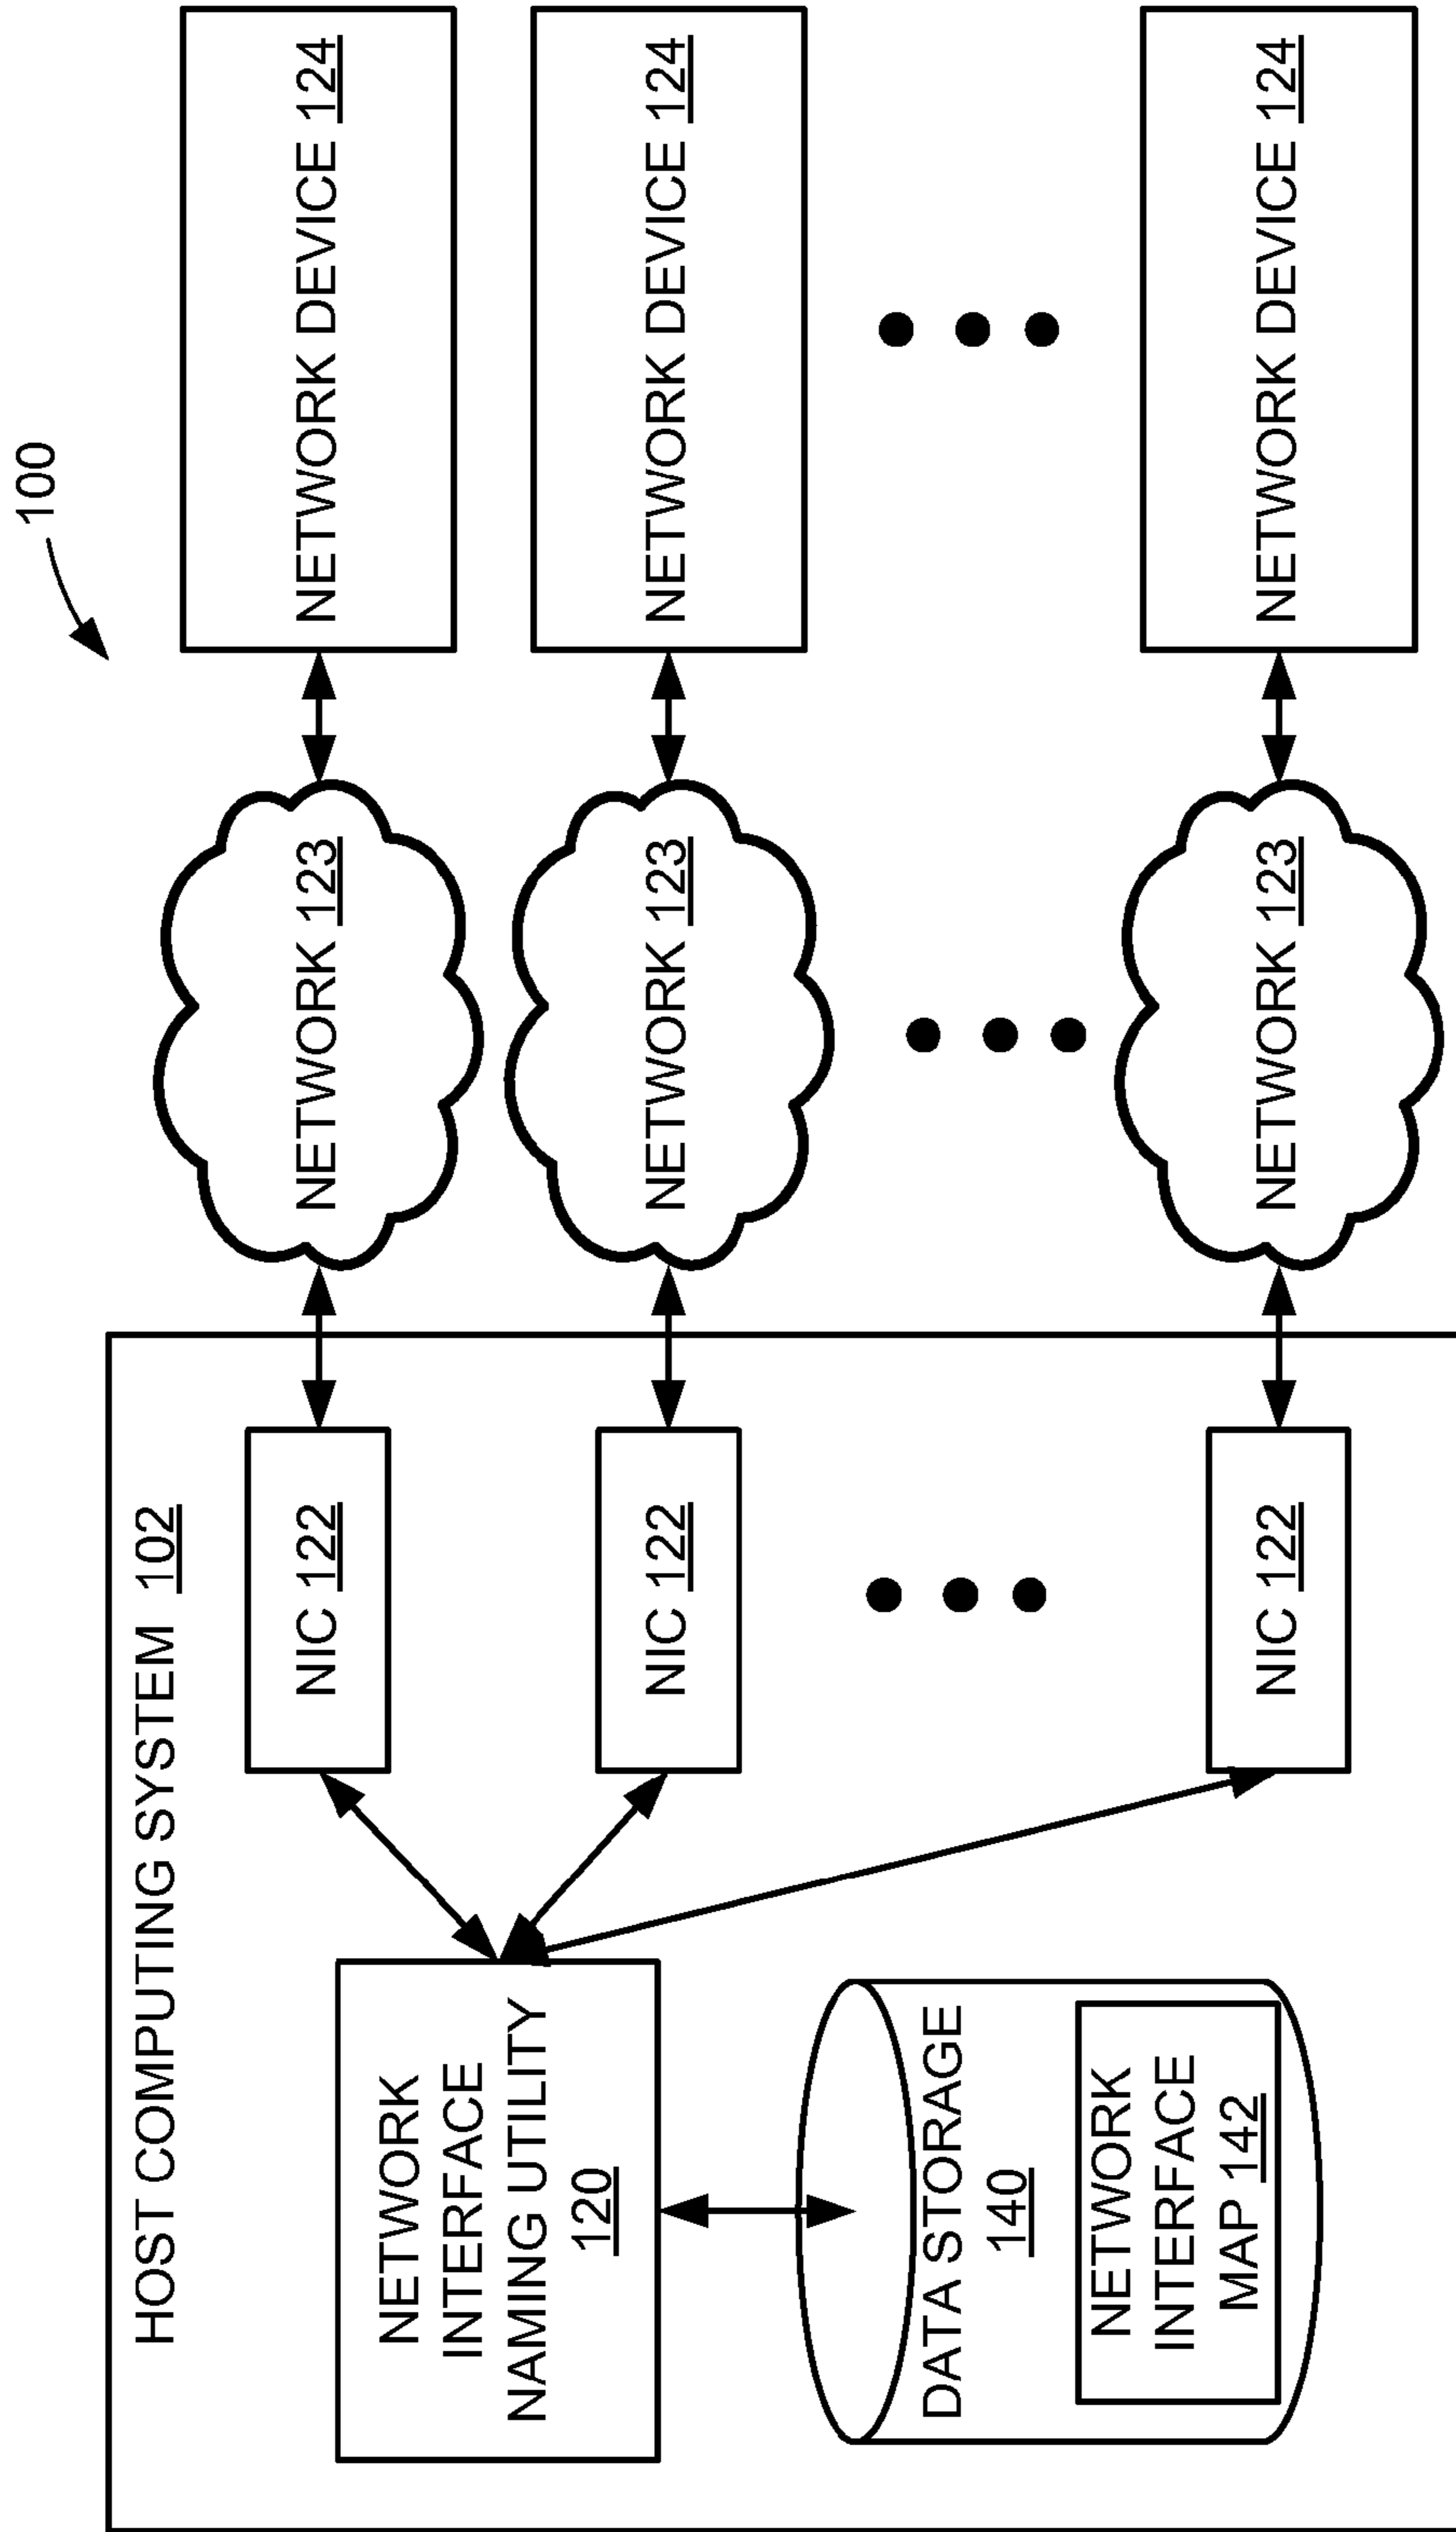 100
HOST COMPUTING SYSTEM 102
NIC 122
NETWORK 123
NETWORK DEVICE 124
NETWORK
INTERFACE
NAMING UTILITY
120
NIC 122
NETWORK 123
NETWORK DEVICE 124
DATA STORAGE
140
NETWORK
INTERFACE
MAP 142
NIC 122
NETWORK 123
NETWORK DEVICE 124